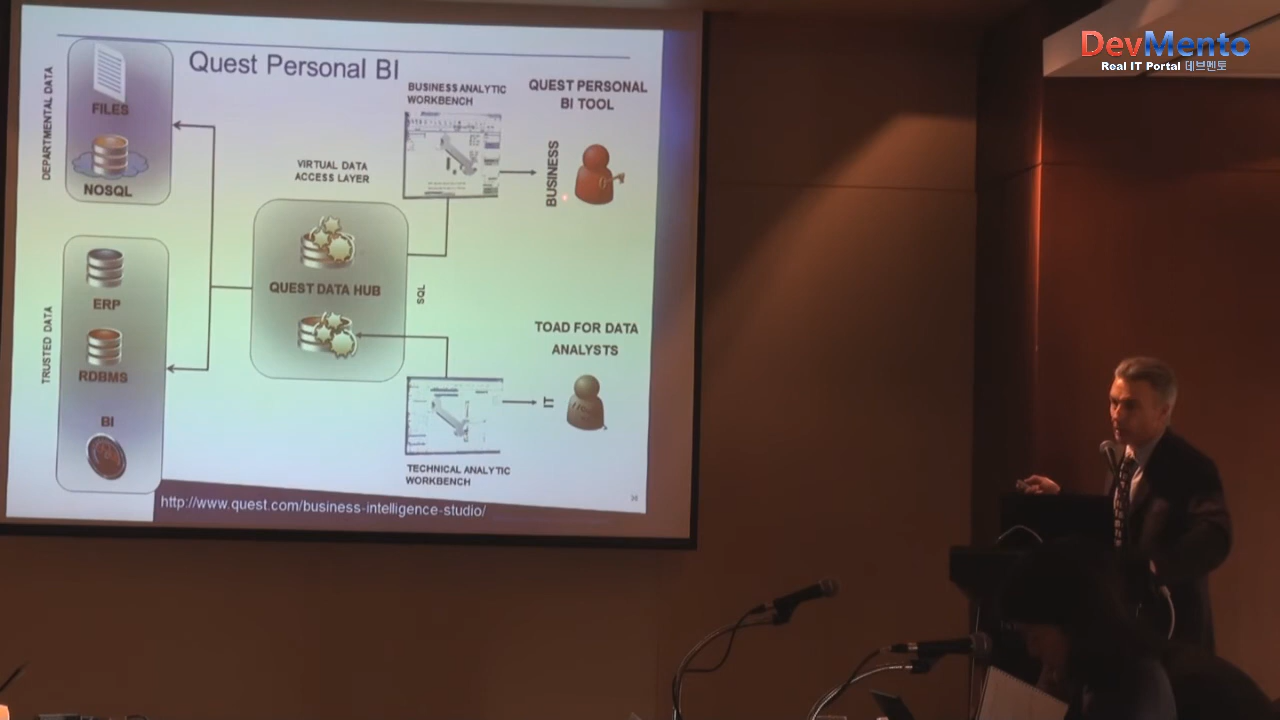 DevMento
Real IT Portal 데브멘토
Quest Personal BI
DEPARTMENTAL DATA
FILES
NOSQL
TRUSTED DATA
ERP
RDBMS
BI
VIRTUAL DATA
ACCESS LAYER
QUEST DATA HUB
SQL
BUSINESS ANALYTIC
WORKBENCH
QUEST PERSONAL
BI TOOL
BUSINESS
TOAD FOR DATA
ANALYSTS
IT
TECHNICAL ANALYTIC
WORKBENCH
http://www.quest.com/business-intelligence-studio/